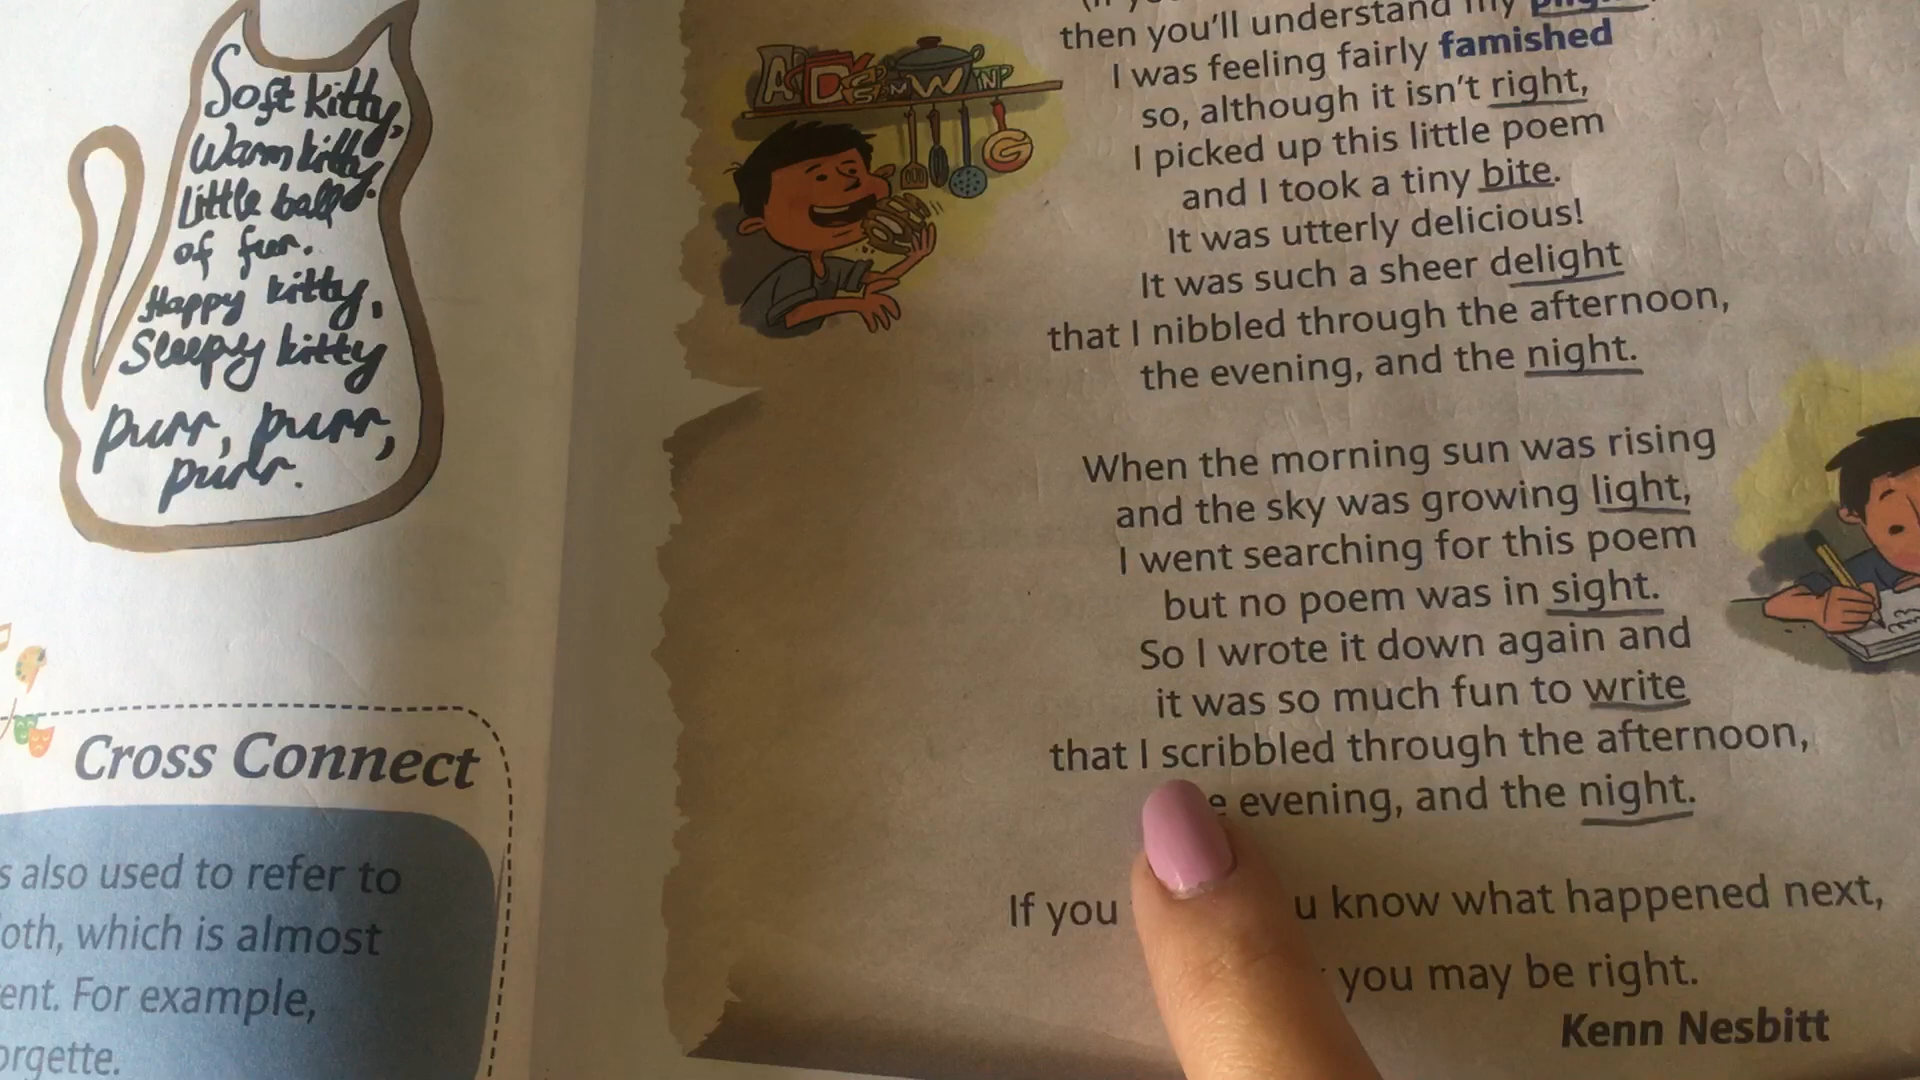 Soft kitty,
Warm kitty,
Little ball
of fur.
Happy kitty,
Sleepy kitty
purr, purr,
purr.
Cross Connect
s also used to refer to
oth, which is almost
ent. For example,
orgette.
then you'll understand my
I was feeling fairly famished
so, although it isn't right,
I picked up this little poem
and I took a tiny bite.
It was utterly delicious!
It was such a sheer delight
that I nibbled through the afternoon,
the evening, and the night.
When the morning sun was rising
and the sky was growing light,
I went searching for this poem
but no poem was in sight.
So I wrote it down again and
it was so much fun to write
that I scribbled through the afternoon,
e evening, and the night.
If you u know what happened next,
you may be right.
Kenn Nesbitt